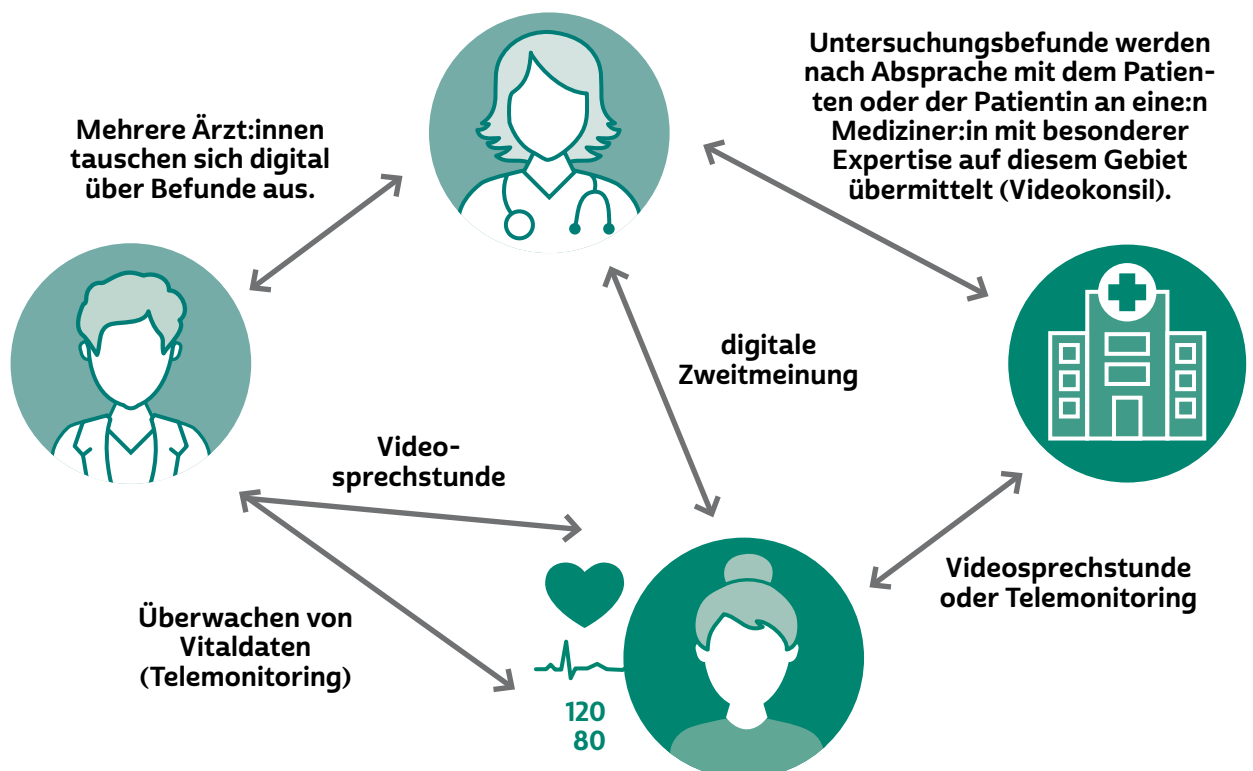 Untersuchungsbefunde werden
nach Absprache mit dem Patien-
ten oder der Patientin an eine:n
Mediziner:in mit besonderer
Expertise auf diesem Gebiet
übermittelt (Videokonsil).
Mehrere Ärzt:innen
tauschen sich digital
über Befunde aus.
digitale
Zweitmeinung
Video-
sprechstunde
Videosprechstunde
oder Telemonitoring
Überwachen von
Vitaldaten
(Telemonitoring)
120
80